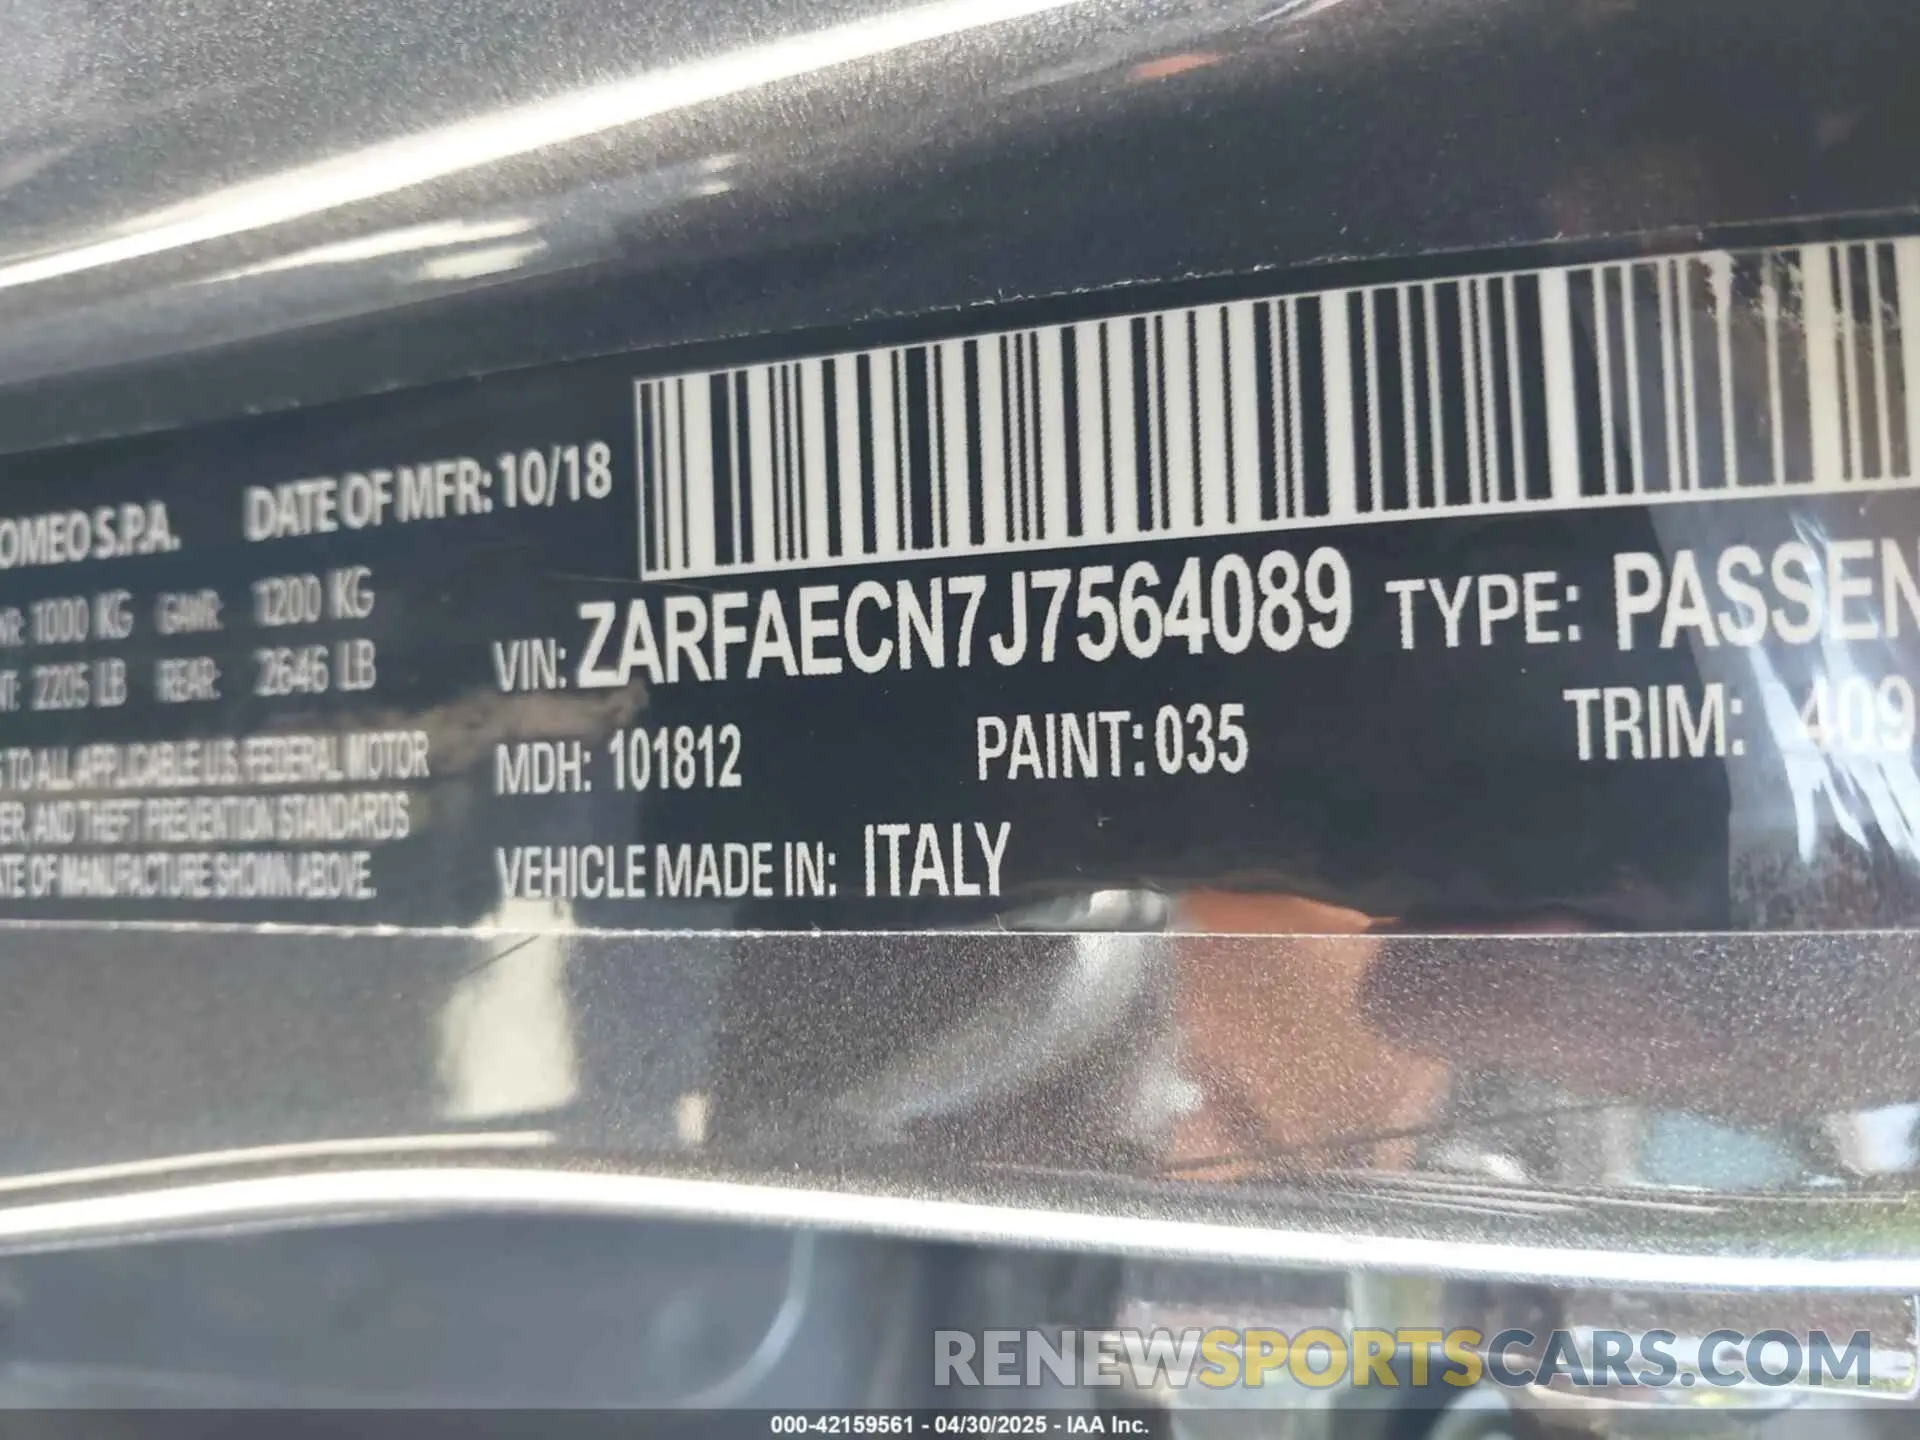 OMEO S.P.A. DATE OF MFR: 10/18
1000 KG GAWR: 1200 KG
2205 LB REAR: 2646 LB
TO ALL APPLICABLE U.S. FEDERAL MOTOR
AND THEFT PREVENTION STANDARDS
OF MANUFACTURE SHOWN ABOVE.
VIN: ZARFAECN7J7564089 TYPE: PASSEN
MDH: 101812 PAINT: 035 TRIM: 409
VEHICLE MADE IN: ITALY
RENEWSPORTSCARS.COM
000-42159561 - 04/30/2025 - IAA Inc.